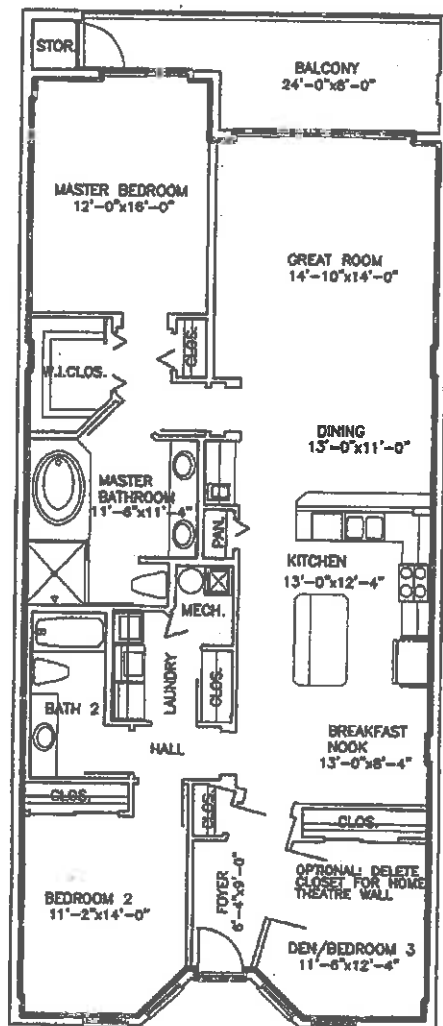 STOR.
BALCONY
24'-0"x6'-0"
MASTER BEDROOM
12'-0"x16'-0"
GREAT ROOM
14'-10"x14'-0"
CLOS.
W.I.CLOS.
DINING
13'-0"x11'-0"
MASTER
BATHROOM
11'-6"x11'-4"
PAN.
KITCHEN
13'-0"x12'-4"
MECH.
LAUNDRY
CLOS.
BATH 2
HALL
BREAKFAST
NOOK
13'-0"x8'-4"
CLOS.
CLOS.
CLOS.
OPTIONAL: DELETE
CLOSET FOR HOME
THEATRE WALL
BEDROOM 2
11'-2"x14'-0"
FOYER
6'-4"x9'-0"
DEN/BEDROOM 3
11'-6"x12'-4"